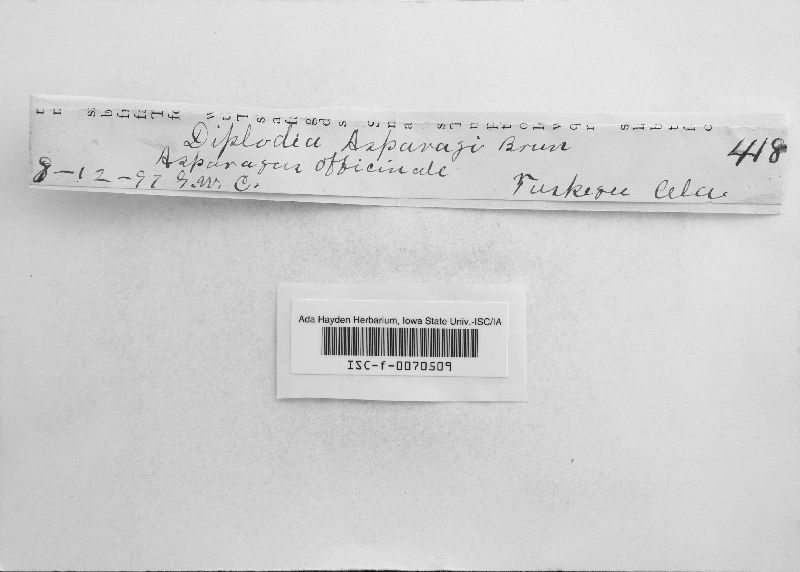 Diplodia Asparagi Brun
418
Asparagus officinale
8-12-97 G.W.C.
Tuskegee Ala.
Ada Hayden Herbarium, Iowa State Univ.-ISC/IA
ISC-f-0070509